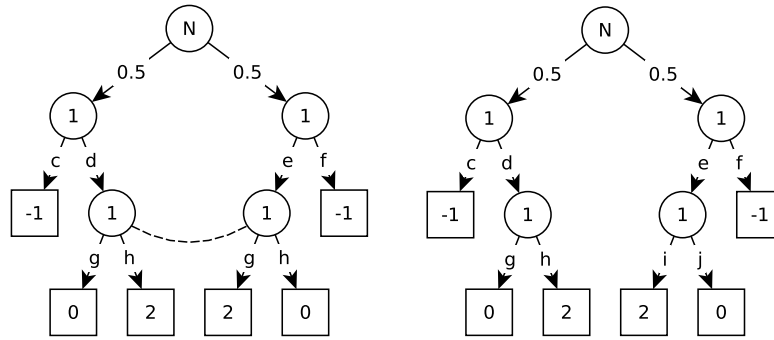 N N
0.5 0.5 0.5 0.5
1 1 1 1
c d e f c d e f
-1 1 1 -1 -1 1 1 -1
g h g h g h i j
0 2 2 0 0 2 2 0